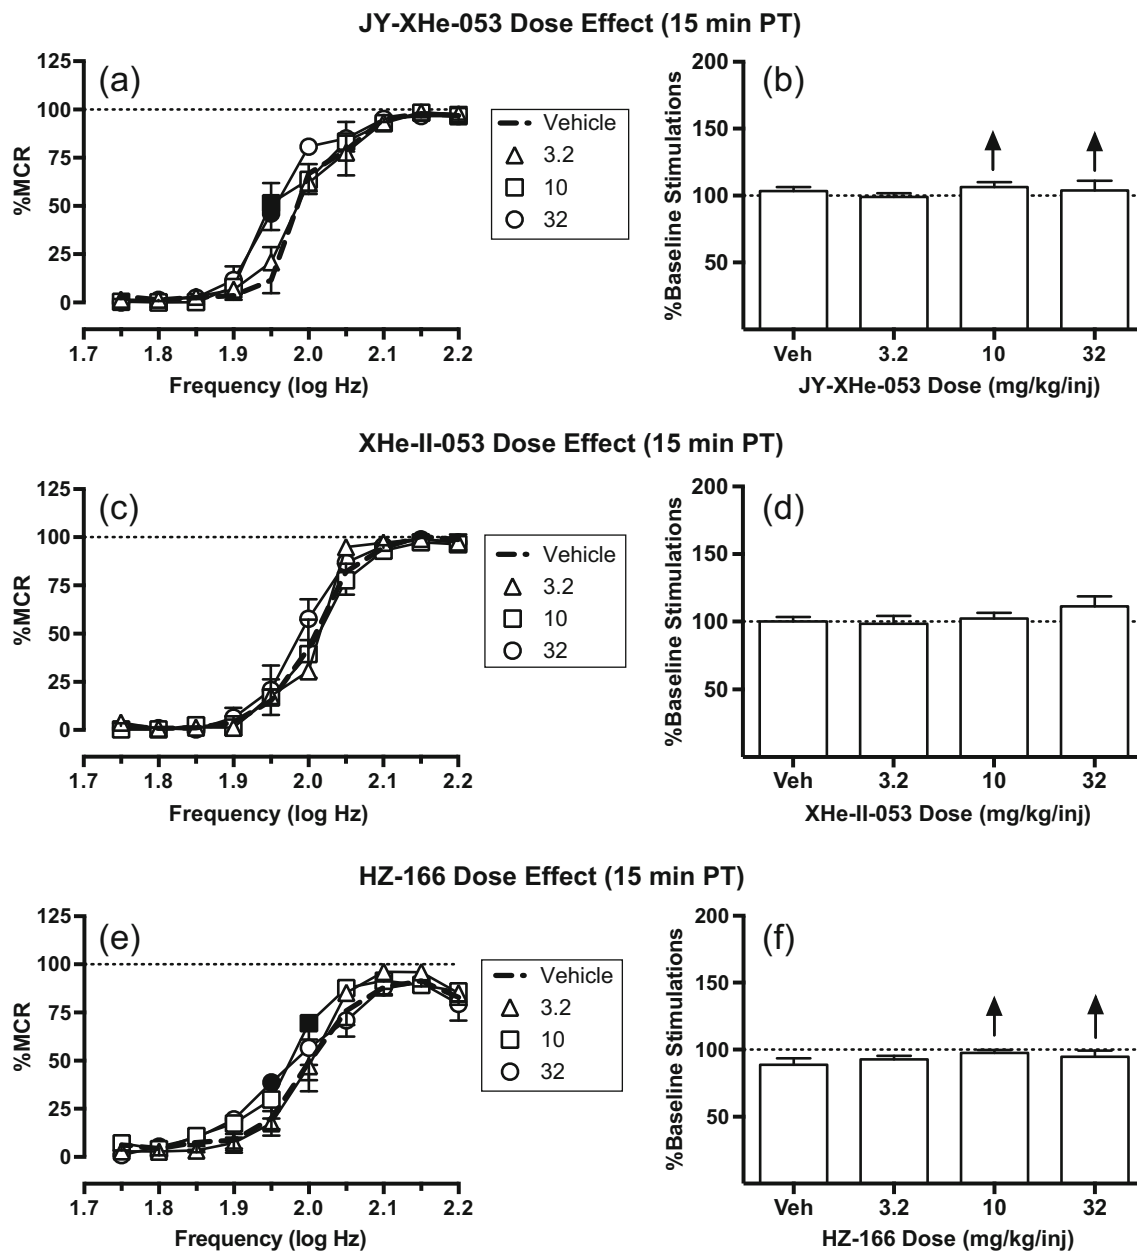 JY-XHe-053 Dose Effect (15 min PT)
(a)
125
100
75
50
25
0
%MCR
1.7 1.8 1.9 2.0 2.1 2.2
Frequency (log Hz)
Vehicle
3.2
10
32
(b)
200
150
100
50
%Baseline Stimulations
Veh 3.2 10 32
JY-XHe-053 Dose (mg/kg/inj)
XHe-II-053 Dose Effect (15 min PT)
(c)
125
100
75
50
25
0
%MCR
1.7 1.8 1.9 2.0 2.1 2.2
Frequency (log Hz)
Vehicle
3.2
10
32
(d)
200
150
100
50
%Baseline Stimulations
Veh 3.2 10 32
XHe-II-053 Dose (mg/kg/inj)
HZ-166 Dose Effect (15 min PT)
(e)
125
100
75
50
25
0
%MCR
1.7 1.8 1.9 2.0 2.1 2.2
Frequency (log Hz)
Vehicle
3.2
10
32
(f)
200
150
100
50
%Baseline Stimulations
Veh 3.2 10 32
HZ-166 Dose (mg/kg/inj)